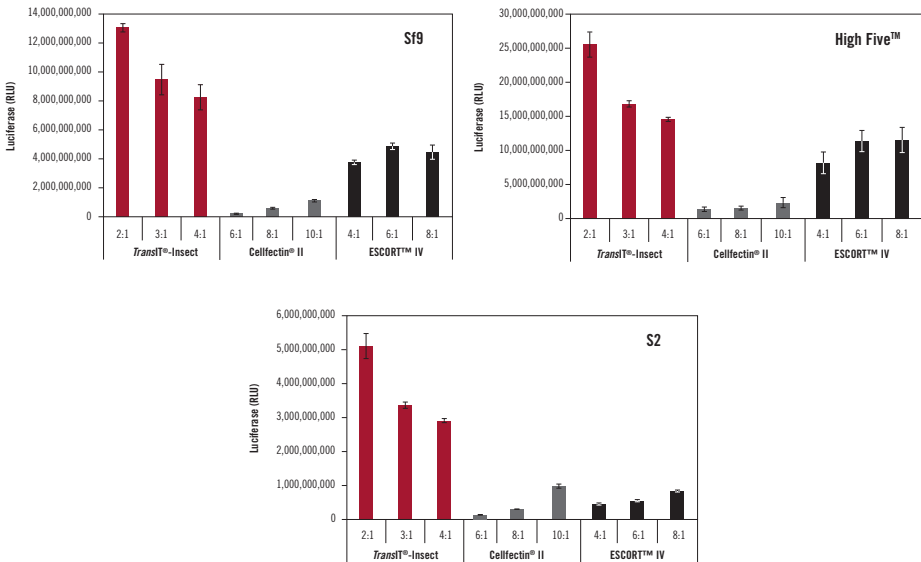 Sf9
Luciferase (RLU)
14,000,000,000
12,000,000,000
10,000,000,000
8,000,000,000
6,000,000,000
4,000,000,000
2,000,000,000
0
2:1 3:1 4:1 6:1 8:1 10:1 4:1 6:1 8:1
TransIT®-Insect Cellfectin® II ESCORT™ IV
High Five™
Luciferase (RLU)
30,000,000,000
25,000,000,000
20,000,000,000
15,000,000,000
10,000,000,000
5,000,000,000
0
2:1 3:1 4:1 6:1 8:1 10:1 4:1 6:1 8:1
TransIT®-Insect Cellfectin® II ESCORT™ IV
S2
Luciferase (RLU)
6,000,000,000
5,000,000,000
4,000,000,000
3,000,000,000
2,000,000,000
1,000,000,000
0
2:1 3:1 4:1 6:1 8:1 10:1 4:1 6:1 8:1
TransIT®-Insect Cellfectin® II ESCORT™ IV